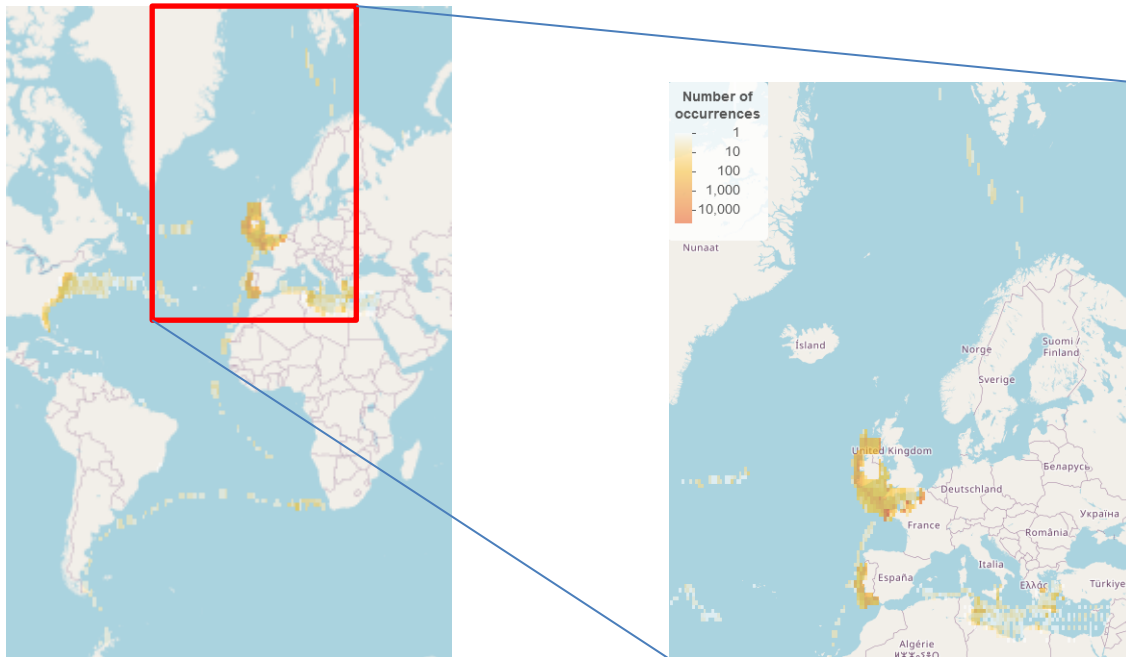 Number of
occurrences
1
10
100
1,000
10,000
Nunaat
Ísland
Norge
Suomi /
Finland
Sverige
United Kingdom
Беларусь
Deutschland
Україна
France
România
Italia
España
Ελλάς
Türkiye
Algérie